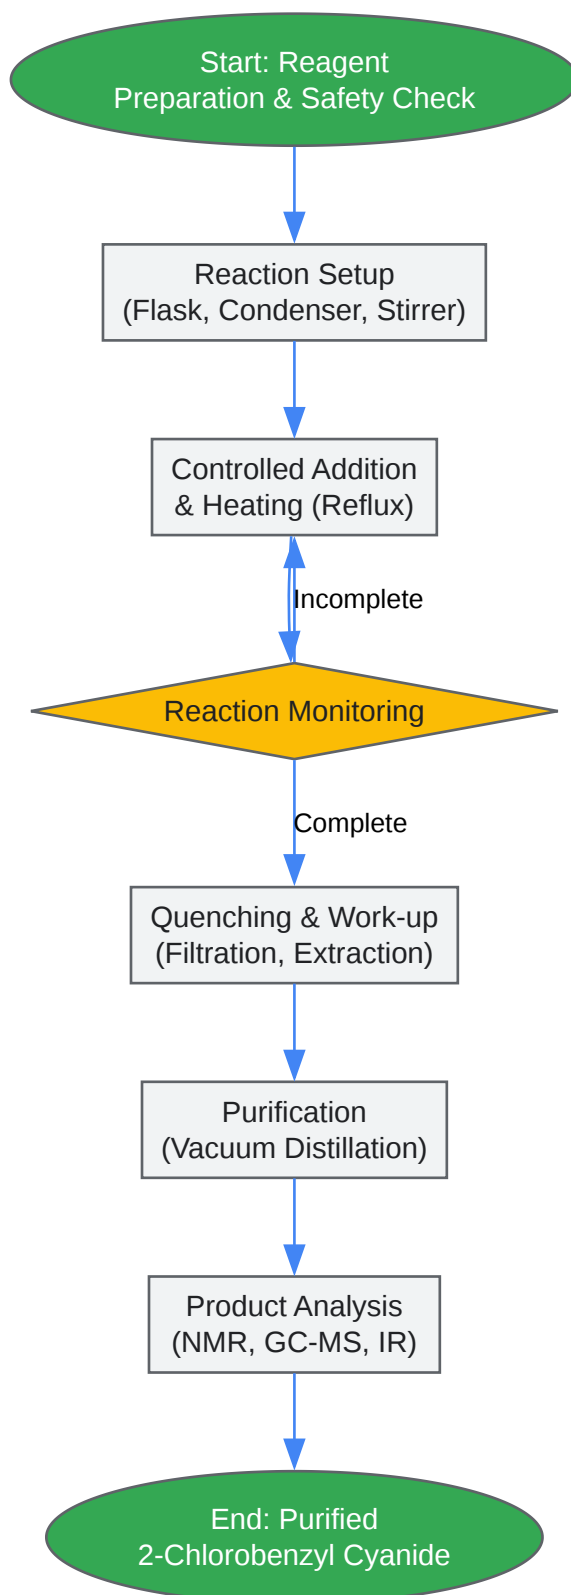 Start: Reagent
Preparation & Safety Check
Reaction Setup
(Flask, Condenser, Stirrer)
Controlled Addition
& Heating (Reflux)
Incomplete
Reaction Monitoring
Complete
Quenching & Work-up
(Filtration, Extraction)
Purification
(Vacuum Distillation)
Product Analysis
(NMR, GC-MS, IR)
End: Purified
2-Chlorobenzyl Cyanide